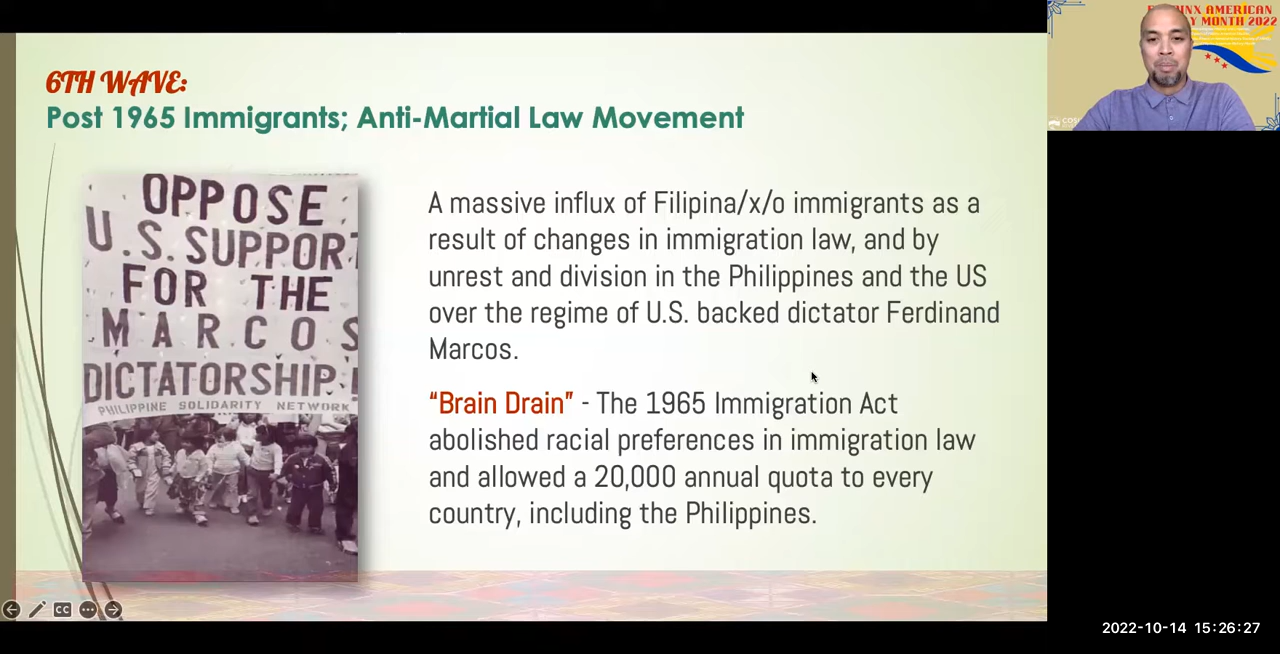 6TH WAVE:
Post 1965 Immigrants; Anti-Martial Law Movement
OPPOSE
U.S. SUPPORT
FOR THE
MARCOS
DICTATORSHIP!
PHILIPPINE SOLIDARITY NETWORK
A massive influx of Filipina/x/o immigrants as a
result of changes in immigration law, and by
unrest and division in the Philippines and the US
over the regime of U.S. backed dictator Ferdinand
Marcos.
“Brain Drain” - The 1965 Immigration Act
abolished racial preferences in immigration law
and allowed a 20,000 annual quota to every
country, including the Philippines.
CC
AMERICAN
MONTH 2022
2022-10-14 15:26:27